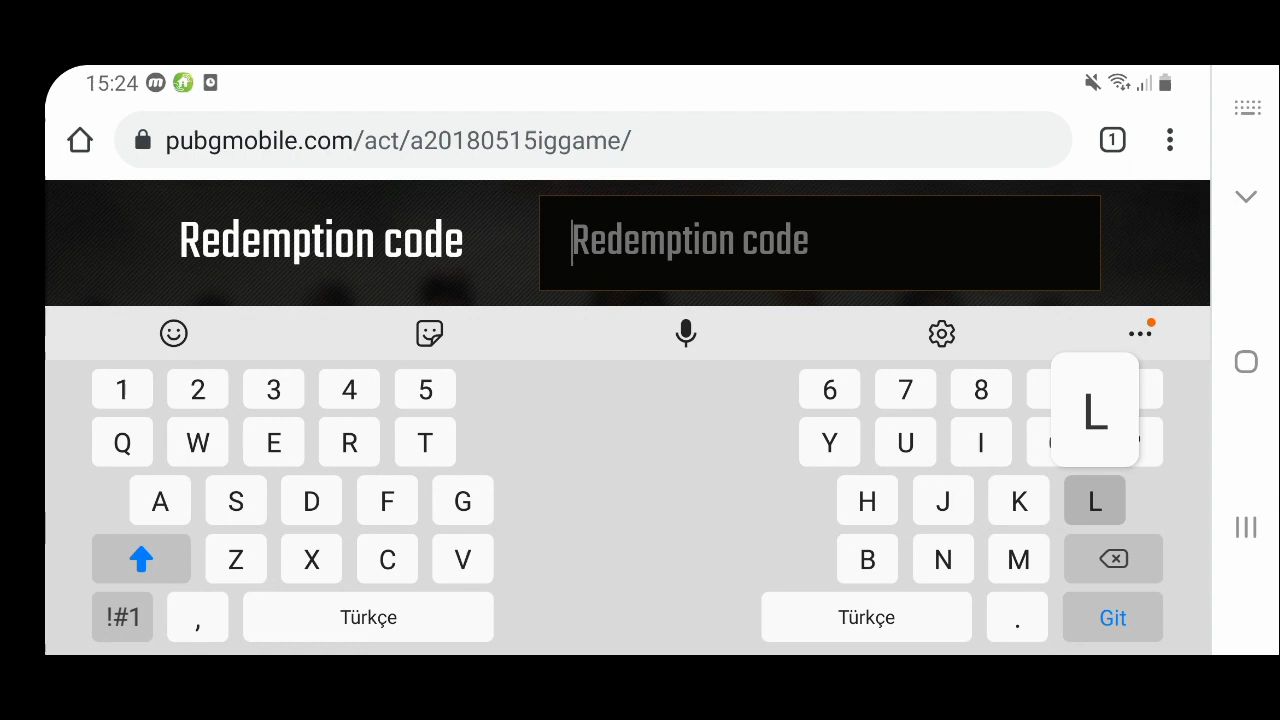 15:24
pubgmobile.com/act/a20180515iggame/
1
Redemption code
Redemption code
1 2 3 4 5 6 7 8
L
Q W E R T Y U I
A S D F G H J K L
Z X C V B N M
!#1 , Türkçe Türkçe . Git